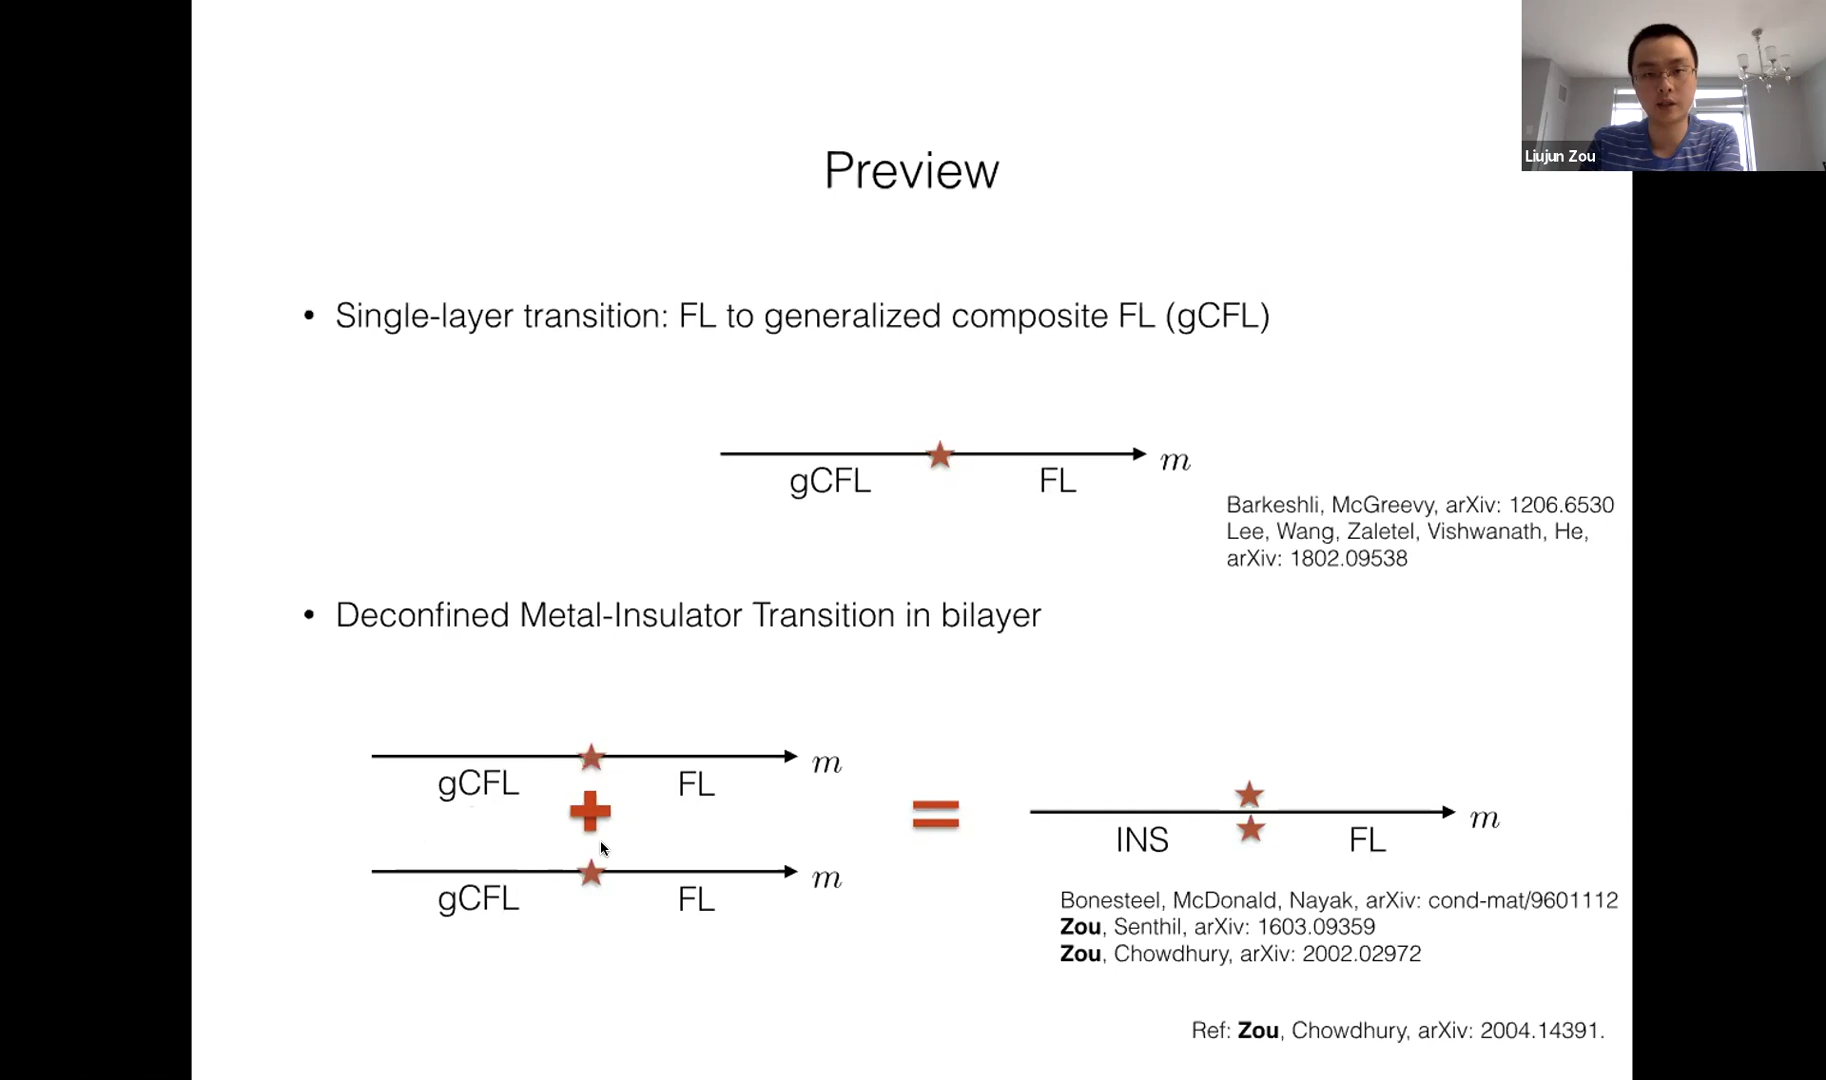 Liujun Zou
Preview
• Single-layer transition: FL to generalized composite FL (gCFL)
m
gCFL FL
Barkeshli, McGreevy, arXiv: 1206.6530
Lee, Wang, Zaletel, Vishwanath, He,
arXiv: 1802.09538
• Deconfined Metal-Insulator Transition in bilayer
m
gCFL FL
+
m
gCFL FL
=
m
INS FL
Bonesteel, McDonald, Nayak, arXiv: cond-mat/9601112
Zou, Senthil, arXiv: 1603.09359
Zou, Chowdhury, arXiv: 2002.02972
Ref: Zou, Chowdhury, arXiv: 2004.14391.